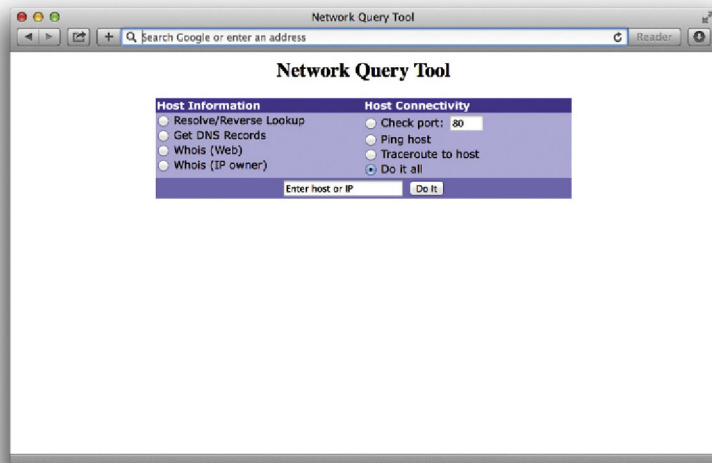 Network Query Tool
Search Google or enter an address
Reader
Network Query Tool
Host Information
Resolve/Reverse Lookup
Get DNS Records
Whois (Web)
Whois (IP owner)
Host Connectivity
Check port: 80
Ping host
Traceroute to host
Do it all
Enter host or IP
Do It